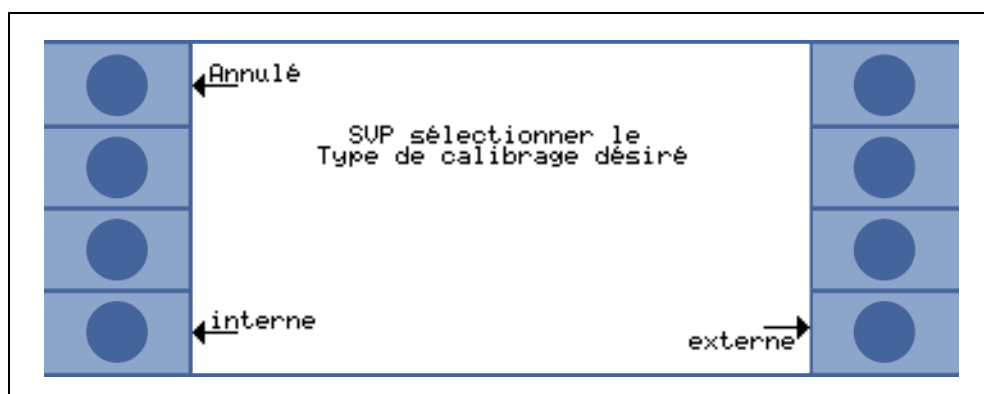 Annulé
SVP sélectionner le
Type de calibrage désiré
interne
externe